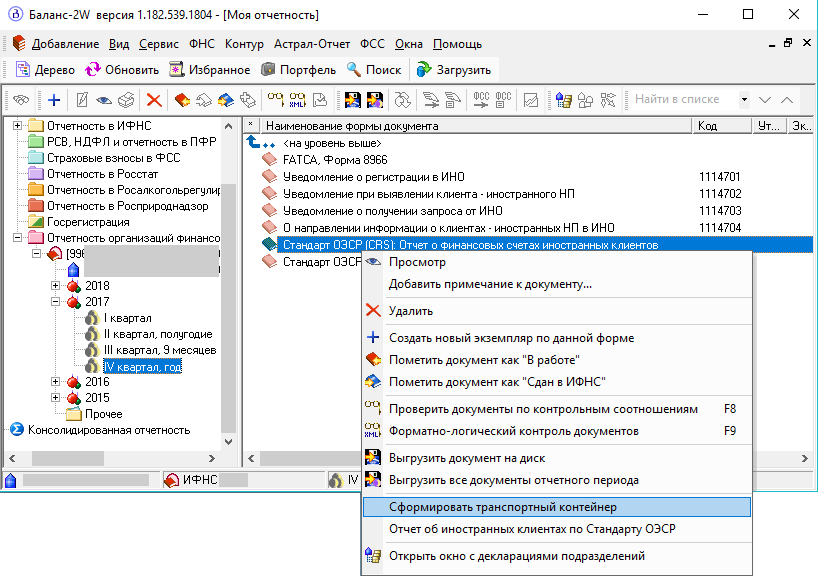 Баланс-2W версия 1.182.539.1804 - [Моя отчетность]
Добавление Вид Сервис ФНС Контур Астрал-Отчет ФСС Окна Помощь
Дерево Обновить Избранное Портфель Поиск Загрузить
Найти в списке
Отчетность в ИФНС
РСВ, НДФЛ и отчетность в ПФР
Страховые взносы в ФСС
Отчетность в Росстат
Отчетность в Росалкогольрегулир
Отчетность в Росприроднадзор
Госрегистрация
Отчетность организаций финансо
[996
2018
2017
I квартал
II квартал, полугодие
III квартал, 9 месяцев
IV квартал, год
2016
2015
Прочее
Консолидированная отчетность
* Наименование формы документа Код Ут... Эк...
<на уровень выше>
FATCA, Форма 8966
Уведомление о регистрации в ИНО 1114701
Уведомление при выявлении клиента - иностранного НП 1114702
Уведомление о получении запроса от ИНО 1114703
О направлении информации о клиентах - иностранных НП в ИНО 1114704
Стандарт ОЭСР (CRS): Отчет о финансовых счетах иностранных клиентов
Стандарт ОЭСР
Просмотр
Добавить примечание к документу...
Удалить
Создать новый экземпляр по данной форме
Пометить документ как "В работе"
Пометить документ как "Сдан в ИФНС"
Проверить документы по контрольным соотношениям F8
XML Форматно-логический контроль документов F9
Выгрузить документ на диск
Выгрузить все документы отчетного периода
Сформировать транспортный контейнер
Отчет об иностранных клиентах по Стандарту ОЭСР
Открыть окно с декларациями подразделений
ИФНС IV